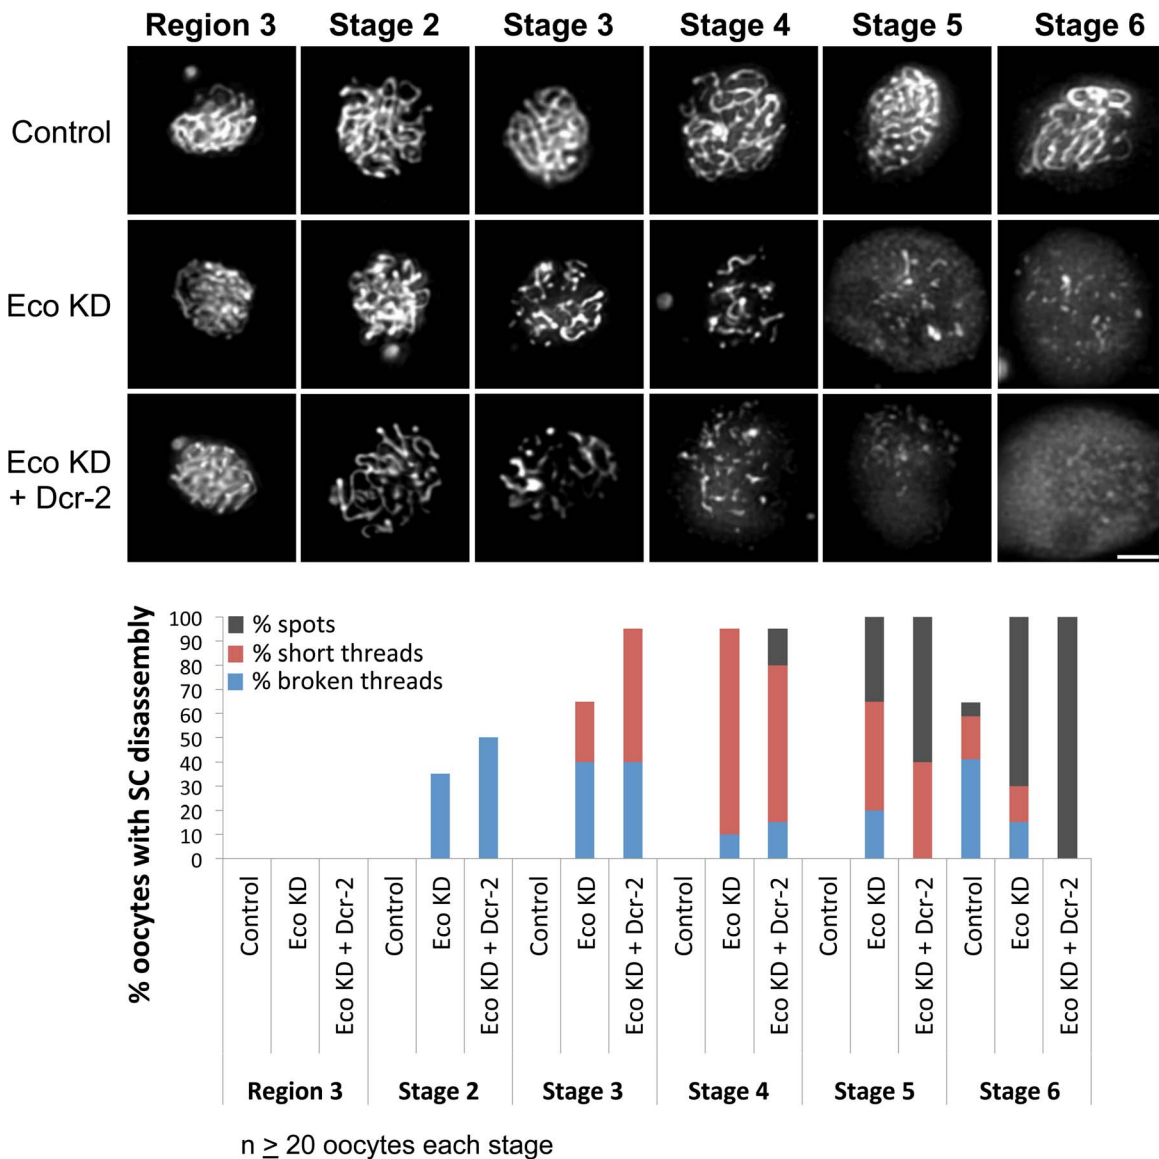 Region 3 Stage 2 Stage 3 Stage 4 Stage 5 Stage 6
Control
Eco KD
Eco KD
+ Dcr-2
% oocytes with SC disassembly
100
90
80
70
60
50
40
30
20
10
0
% spots
% short threads
% broken threads
Control Eco KD Eco KD + Dcr-2 Control Eco KD Eco KD + Dcr-2 Control Eco KD Eco KD + Dcr-2 Control Eco KD Eco KD + Dcr-2 Control Eco KD Eco KD + Dcr-2 Control Eco KD Eco KD + Dcr-2
Region 3 Stage 2 Stage 3 Stage 4 Stage 5 Stage 6
n ≥ 20 oocytes each stage